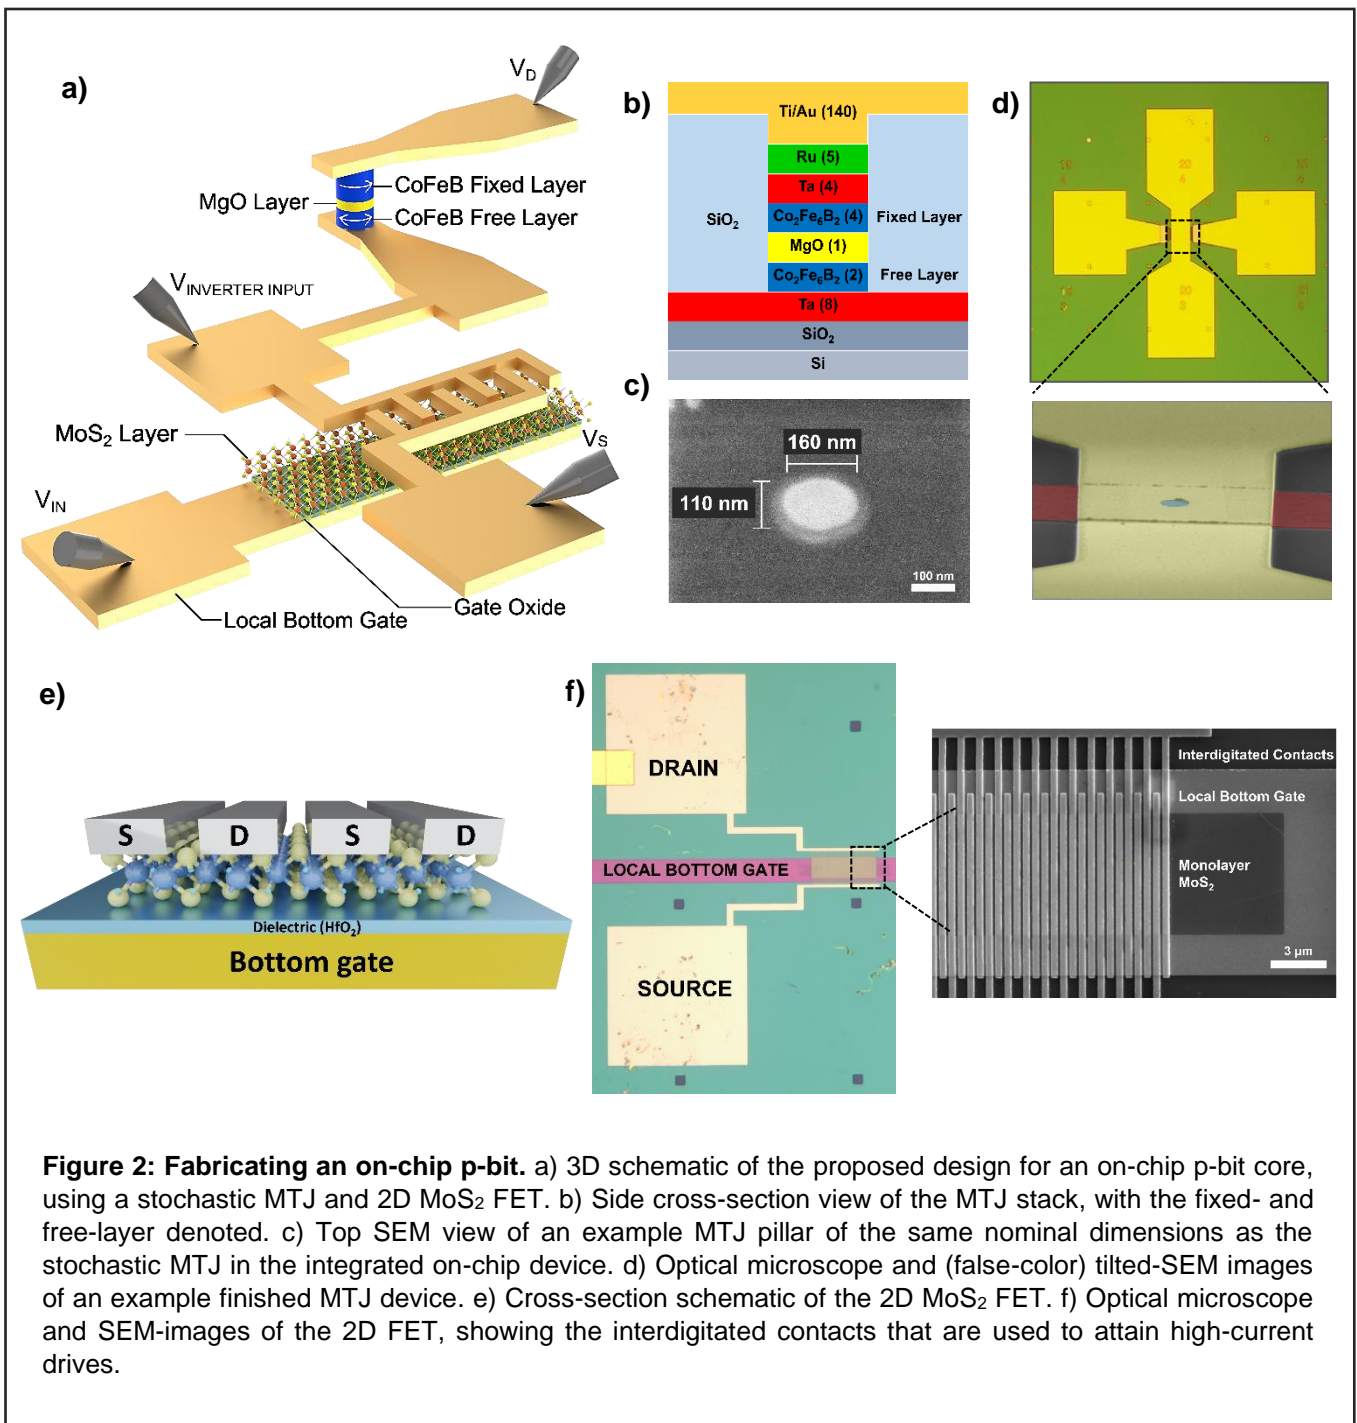 a)
V_D
CoFeB Fixed Layer
MgO Layer
CoFeB Free Layer
V_INVERTER INPUT
MoS₂ Layer
V_S
V_IN
Gate Oxide
Local Bottom Gate
b)
Ti/Au (140)
Ru (5)
Ta (4)
Co₂Fe₆B₂ (4)
Fixed Layer
SiO₂
MgO (1)
Co₂Fe₆B₂ (2)
Free Layer
Ta (8)
SiO₂
Si
c)
160 nm
110 nm
100 nm
d)
20
4
20
3
e)
S
D
S
D
Dielectric (HfO₂)
Bottom gate
f)
DRAIN
LOCAL BOTTOM GATE
SOURCE
Interdigitated Contacts
Local Bottom Gate
Monolayer
MoS₂
3 µm
Figure 2: Fabricating an on-chip p-bit. a) 3D schematic of the proposed design for an on-chip p-bit core,
using a stochastic MTJ and 2D MoS₂ FET. b) Side cross-section view of the MTJ stack, with the fixed- and
free-layer denoted. c) Top SEM view of an example MTJ pillar of the same nominal dimensions as the
stochastic MTJ in the integrated on-chip device. d) Optical microscope and (false-color) tilted-SEM images
of an example finished MTJ device. e) Cross-section schematic of the 2D MoS₂ FET. f) Optical microscope
and SEM-images of the 2D FET, showing the interdigitated contacts that are used to attain high-current
drives.